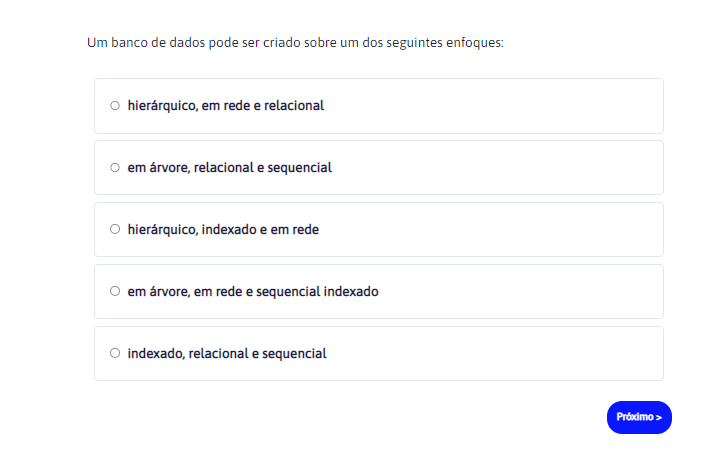 Um banco de dados pode ser criado sobre um dos seguintes enfoques:
hierárquico, em rede e relacional
em árvore, relacional e sequencial
hierárquico, indexado e em rede
em árvore, em rede e sequencial indexado
indexado, relacional e sequencial
Próximo >